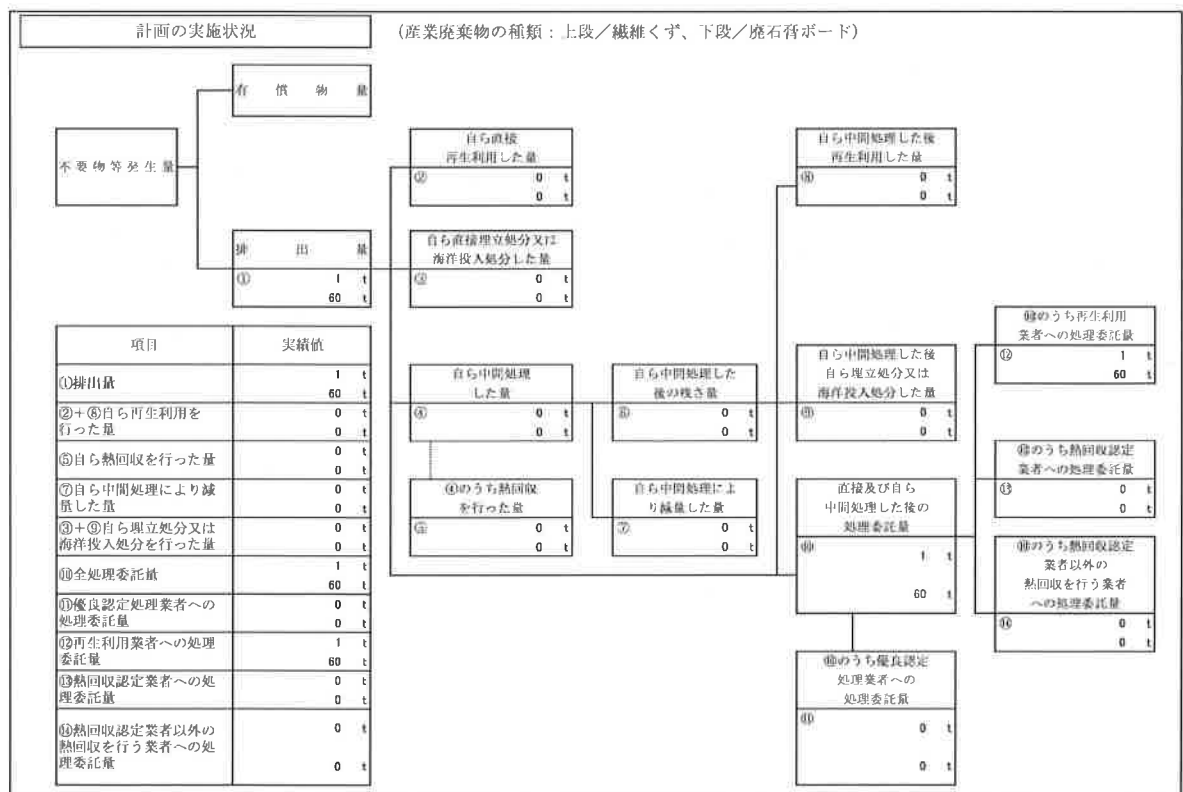 計画の実施状況
(産業廃棄物の種類：上段／繊維くず、下段／廃石膏ボード)
有償物量
不要物等発生量
自ら直接
再生利用した量
② 0 t
0 t
自ら中間処理した後
再生利用した量
⑧ 0 t
0 t
排出量
① 1 t
60 t
自ら直接埋立処分又は
海洋投入処分した量
③ 0 t
0 t
項目 実績値
①排出量 1 t
60 t
②+⑧自ら再生利用を
行った量
0 t
0 t
⑤自ら熱回収を行った量 0 t
0 t
⑦自ら中間処理により減
量した量
0 t
0 t
③+⑨自ら埋立処分又は
海洋投入処分を行った量
0 t
0 t
⑩全処理委託量 1 t
60 t
⑪優良認定処理業者への
処理委託量
0 t
0 t
⑫再生利用業者への処理
委託量
1 t
60 t
⑬熱回収認定業者への処
理委託量
0 t
0 t
⑭熱回収認定業者以外の
熱回収を行う業者への処
理委託量
0 t
0 t
自ら中間処理
した量
④ 0 t
0 t
④のうち熱回収
を行った量
⑤ 0 t
0 t
自ら中間処理した
後の残さ量
⑥ 0 t
0 t
自ら中間処理によ
り減量した量
⑦ 0 t
0 t
自ら中間処理した後
自ら埋立処分又は
海洋投入処分した量
⑨ 0 t
0 t
直接及び自ら
中間処理した後の
処理委託量
⑩ 1 t
60 t
⑩のうち優良認定
処理業者への
処理委託量
⑪ 0 t
0 t
⑩のうち再生利用
業者への処理委託量
⑫ 1 t
60 t
⑩のうち熱回収認定
業者への処理委託量
⑬ 0 t
0 t
⑩のうち熱回収認定
業者以外の
熱回収を行う業者
への処理委託量
⑭ 0 t
0 t